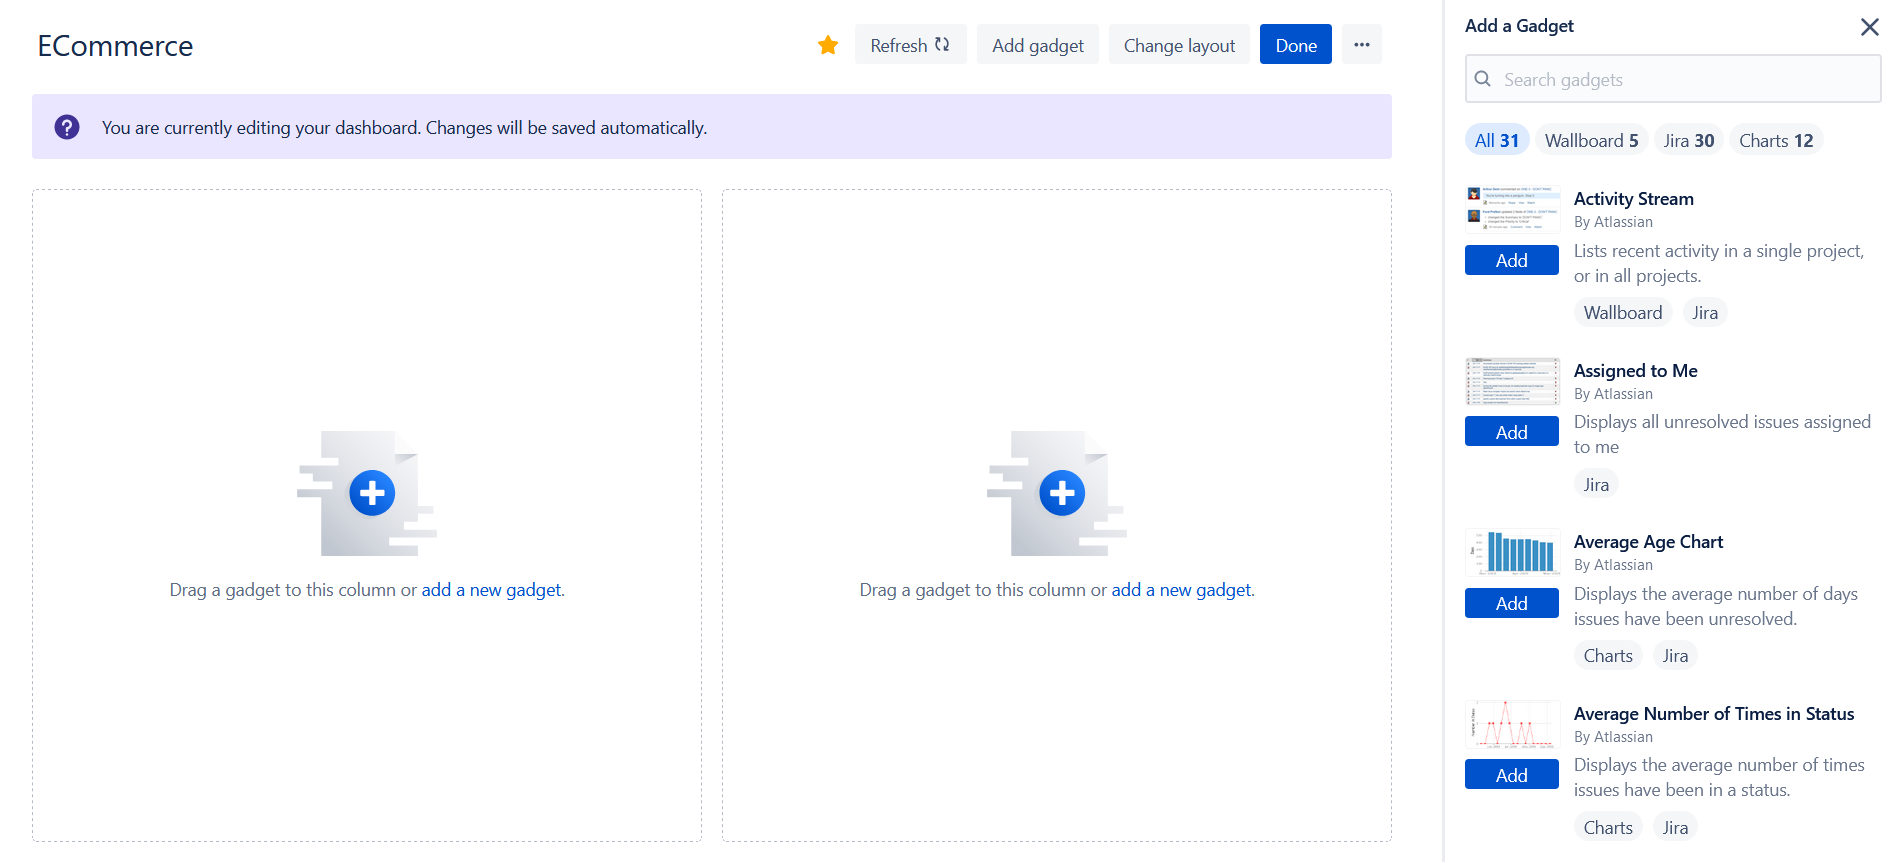 ECommerce
Refresh
Add gadget
Change layout
Done
You are currently editing your dashboard. Changes will be saved automatically.
Drag a gadget to this column or add a new gadget.
Drag a gadget to this column or add a new gadget.
Add a Gadget
Search gadgets
All 31
Wallboard 5
Jira 30
Charts 12
Activity Stream
By Atlassian
Add
Lists recent activity in a single project,
or in all projects.
Wallboard
Jira
Assigned to Me
By Atlassian
Add
Displays all unresolved issues assigned
to me
Jira
Average Age Chart
By Atlassian
Add
Displays the average number of days
issues have been unresolved.
Charts
Jira
Average Number of Times in Status
By Atlassian
Add
Displays the average number of times
issues have been in a status.
Charts
Jira